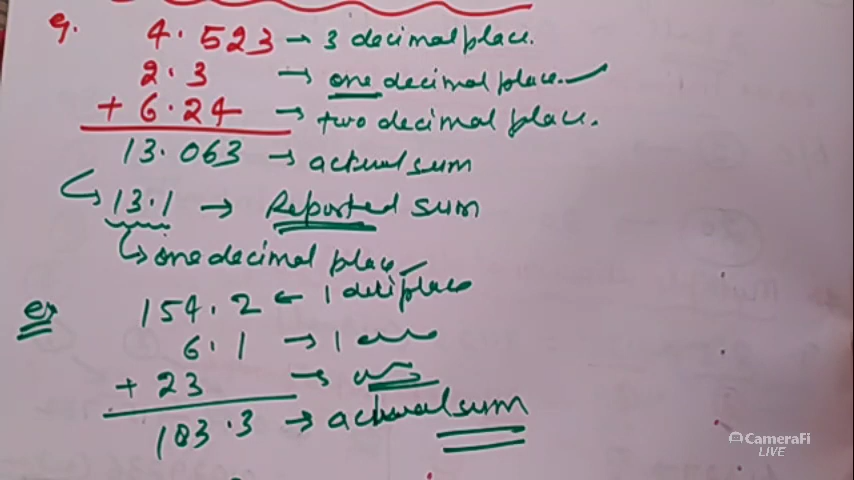 eg. 4.523 → 3 decimal place.
2.3 → one decimal place.
+ 6.24 → two decimal place.
13.063 → actual sum
13.1 → Reported sum
one decimal place
ex 154.2 ← 1 deci place
6.1 → 1
+ 23 →
183.3 → actual sum
CameraFi
LIVE